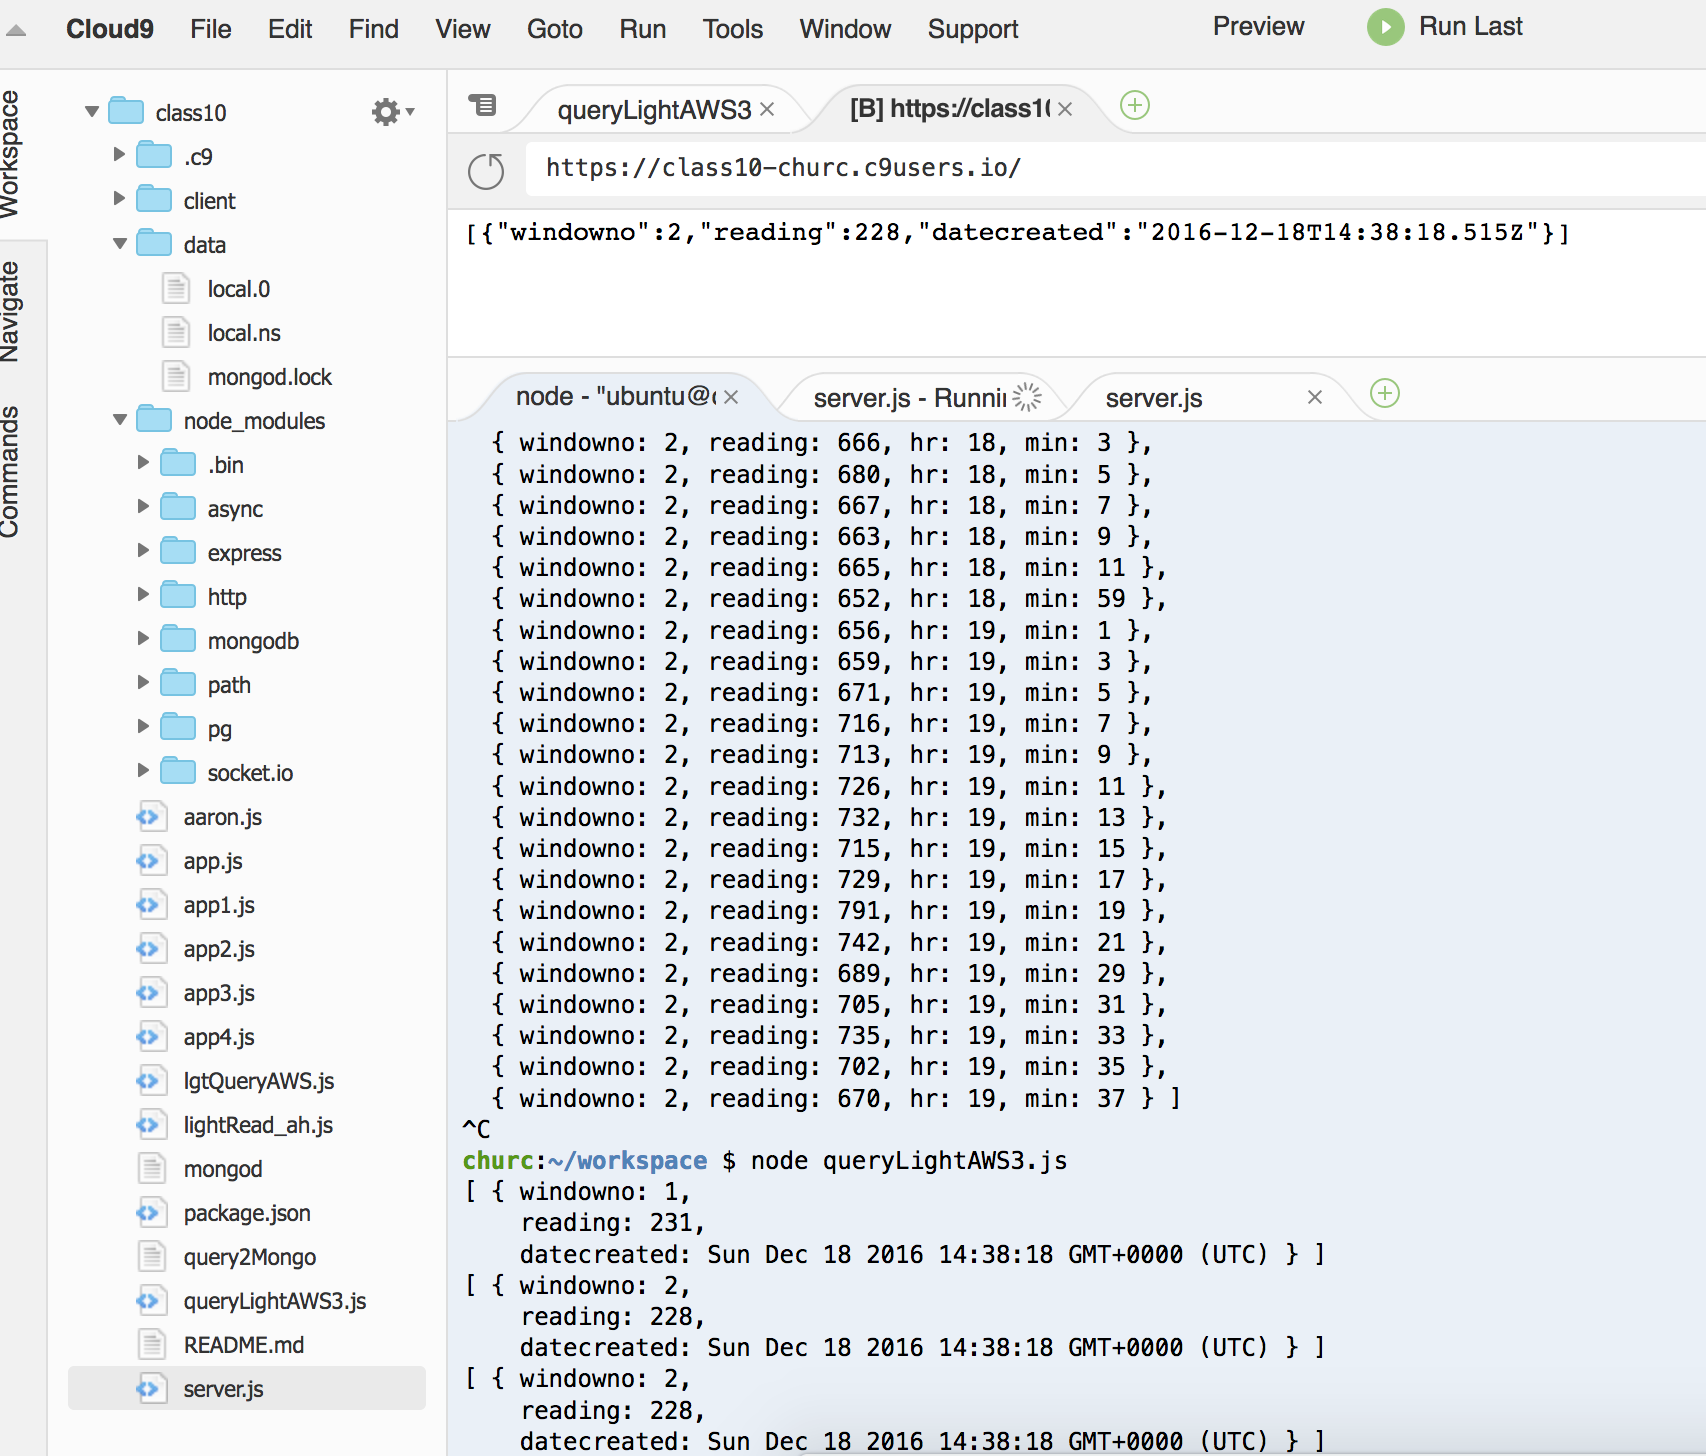 Cloud9 File Edit Find View Goto Run Tools Window Support Preview Run Last
Workspace
Navigate
Commands
class10
.c9
client
data
local.0
local.ns
mongod.lock
node_modules
.bin
async
express
http
mongodb
path
pg
socket.io
aaron.js
app.js
app1.js
app2.js
app3.js
app4.js
lgtQueryAWS.js
lightRead_ah.js
mongod
package.json
query2Mongo
queryLightAWS3.js
README.md
server.js
queryLightAWS3 [B] https://class10
https://class10-churc.c9users.io/
[{"windowno":2,"reading":228,"datecreated":"2016-12-18T14:38:18.515Z"}]
node - "ubuntu@ server.js - Runni server.js
{ windowno: 2, reading: 666, hr: 18, min: 3 },
{ windowno: 2, reading: 680, hr: 18, min: 5 },
{ windowno: 2, reading: 667, hr: 18, min: 7 },
{ windowno: 2, reading: 663, hr: 18, min: 9 },
{ windowno: 2, reading: 665, hr: 18, min: 11 },
{ windowno: 2, reading: 652, hr: 18, min: 59 },
{ windowno: 2, reading: 656, hr: 19, min: 1 },
{ windowno: 2, reading: 659, hr: 19, min: 3 },
{ windowno: 2, reading: 671, hr: 19, min: 5 },
{ windowno: 2, reading: 716, hr: 19, min: 7 },
{ windowno: 2, reading: 713, hr: 19, min: 9 },
{ windowno: 2, reading: 726, hr: 19, min: 11 },
{ windowno: 2, reading: 732, hr: 19, min: 13 },
{ windowno: 2, reading: 715, hr: 19, min: 15 },
{ windowno: 2, reading: 729, hr: 19, min: 17 },
{ windowno: 2, reading: 791, hr: 19, min: 19 },
{ windowno: 2, reading: 742, hr: 19, min: 21 },
{ windowno: 2, reading: 689, hr: 19, min: 29 },
{ windowno: 2, reading: 705, hr: 19, min: 31 },
{ windowno: 2, reading: 735, hr: 19, min: 33 },
{ windowno: 2, reading: 702, hr: 19, min: 35 },
{ windowno: 2, reading: 670, hr: 19, min: 37 } ]
^C
churc:~/workspace $ node queryLightAWS3.js
[ { windowno: 1,
reading: 231,
datecreated: Sun Dec 18 2016 14:38:18 GMT+0000 (UTC) } ]
[ { windowno: 2,
reading: 228,
datecreated: Sun Dec 18 2016 14:38:18 GMT+0000 (UTC) } ]
[ { windowno: 2,
reading: 228,
datecreated: Sun Dec 18 2016 14:38:18 GMT+0000 (UTC) } ]